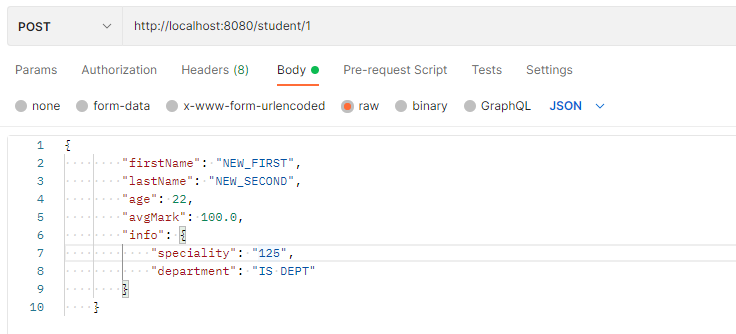 POST http://localhost:8080/student/1
Params Authorization Headers (8) Body Pre-request Script Tests Settings
none form-data x-www-form-urlencoded raw binary GraphQL JSON
1 {
2 "firstName": "NEW_FIRST",
3 "lastName": "NEW_SECOND",
4 "age": 22,
5 "avgMark": 100.0,
6 "info": {
7 "speciality": "125",
8 "department": "IS DEPT"
9 }
10 }